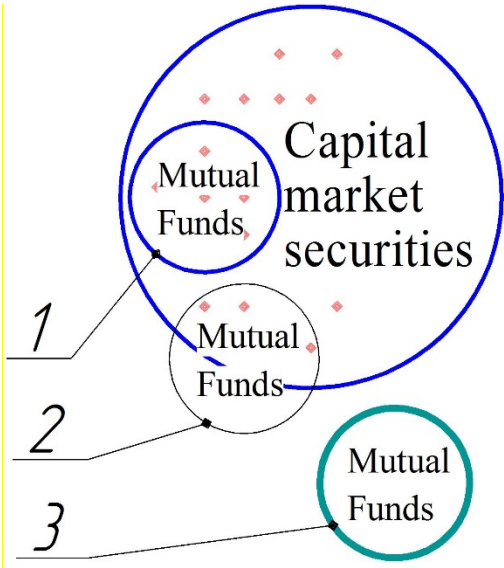 Capital
market
securities
Mutual
Funds
1
Mutual
Funds
2
Mutual
Funds
3